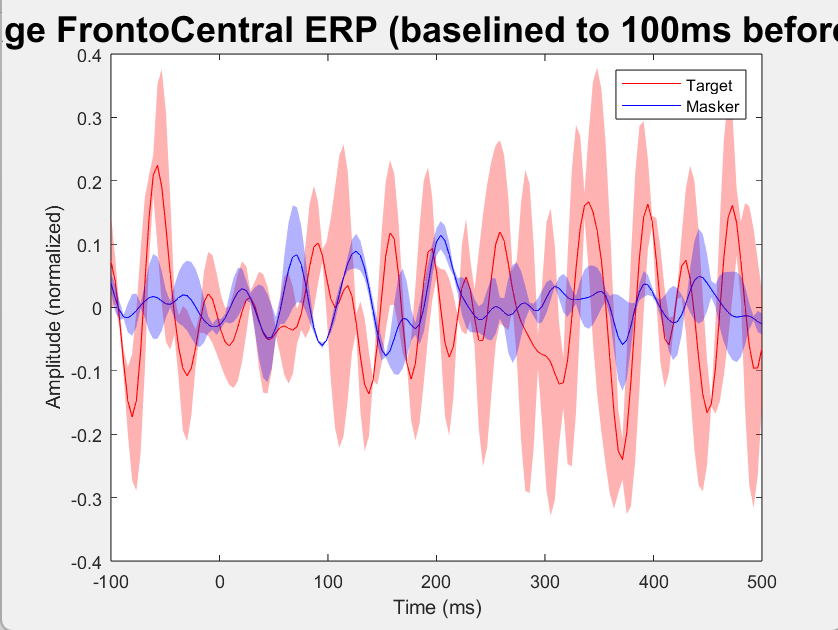 ge FrontoCentral ERP (baselined to 100ms before
0.4
0.3
0.2
0.1
0
-0.1
-0.2
-0.3
-0.4
Amplitude (normalized)
Target
Masker
-100 0 100 200 300 400 500
Time (ms)